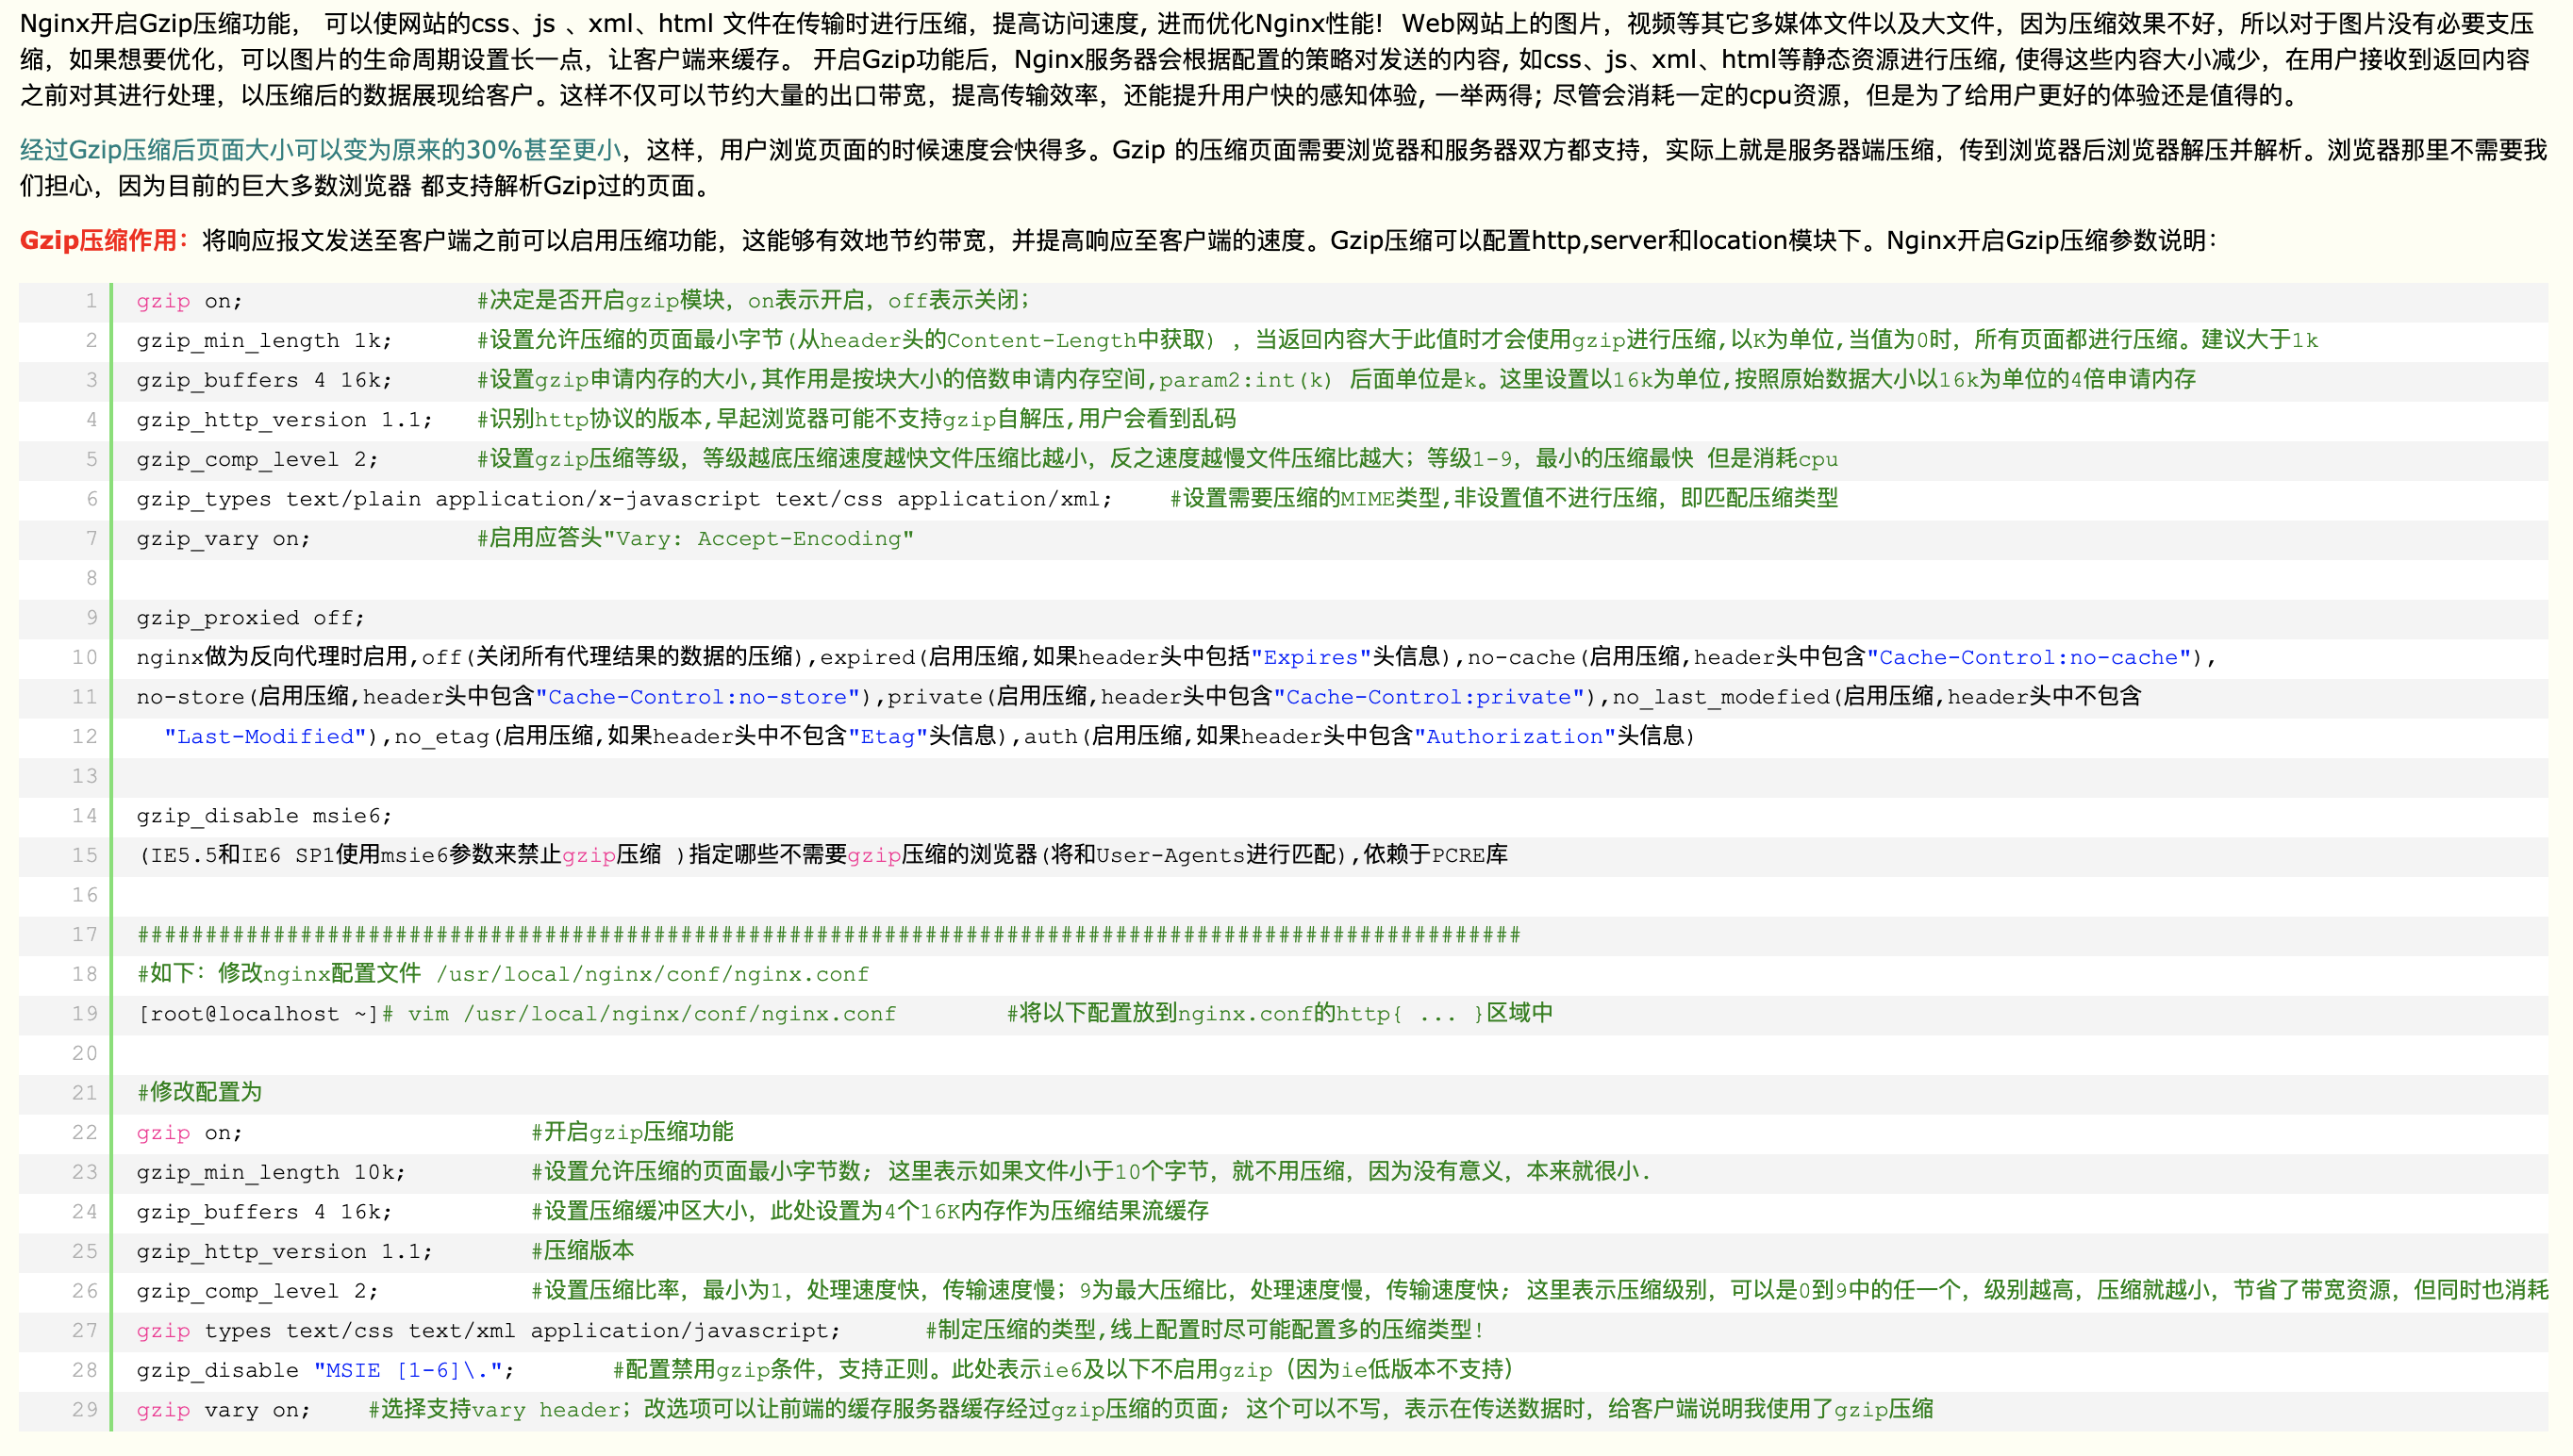 Nginx开启Gzip压缩功能， 可以使网站的css、js 、xml、html 文件在传输时进行压缩，提高访问速度, 进而优化Nginx性能!  Web网站上的图片，视频等其它多媒体文件以及大文件，因为压缩效果不好，所以对于图片没有必要支压
缩，如果想要优化，可以图片的生命周期设置长一点，让客户端来缓存。 开启Gzip功能后，Nginx服务器会根据配置的策略对发送的内容, 如css、js、xml、html等静态资源进行压缩, 使得这些内容大小减少，在用户接收到返回内容
之前对其进行处理，以压缩后的数据展现给客户。这样不仅可以节约大量的出口带宽，提高传输效率，还能提升用户快的感知体验, 一举两得; 尽管会消耗一定的cpu资源，但是为了给用户更好的体验还是值得的。
经过Gzip压缩后页面大小可以变为原来的30%甚至更小，这样，用户浏览页面的时候速度会快得多。Gzip 的压缩页面需要浏览器和服务器双方都支持，实际上就是服务器端压缩，传到浏览器后浏览器解压并解析。浏览器那里不需要我
们担心，因为目前的巨大多数浏览器 都支持解析Gzip过的页面。
Gzip压缩作用：将响应报文发送至客户端之前可以启用压缩功能，这能够有效地节约带宽，并提高响应至客户端的速度。Gzip压缩可以配置http,server和location模块下。Nginx开启Gzip压缩参数说明：
1 gzip on;                 #决定是否开启gzip模块，on表示开启，off表示关闭；
2 gzip_min_length 1k;      #设置允许压缩的页面最小字节(从header头的Content-Length中获取) ，当返回内容大于此值时才会使用gzip进行压缩,以K为单位,当值为0时，所有页面都进行压缩。建议大于1k
3 gzip_buffers 4 16k;      #设置gzip申请内存的大小,其作用是按块大小的倍数申请内存空间,param2:int(k) 后面单位是k。这里设置以16k为单位,按照原始数据大小以16k为单位的4倍申请内存
4 gzip_http_version 1.1;   #识别http协议的版本,早起浏览器可能不支持gzip自解压,用户会看到乱码
5 gzip_comp_level 2;       #设置gzip压缩等级，等级越底压缩速度越快文件压缩比越小，反之速度越慢文件压缩比越大；等级1-9，最小的压缩最快 但是消耗cpu
6 gzip_types text/plain application/x-javascript text/css application/xml;    #设置需要压缩的MIME类型,非设置值不进行压缩，即匹配压缩类型
7 gzip_vary on;            #启用应答头"Vary: Accept-Encoding"
8
9 gzip_proxied off;
10 nginx做为反向代理时启用,off(关闭所有代理结果的数据的压缩),expired(启用压缩,如果header头中包括"Expires"头信息),no-cache(启用压缩,header头中包含"Cache-Control:no-cache"),
11 no-store(启用压缩,header头中包含"Cache-Control:no-store"),private(启用压缩,header头中包含"Cache-Control:private"),no_last_modefied(启用压缩,header头中不包含
12   "Last-Modified"),no_etag(启用压缩,如果header头中不包含"Etag"头信息),auth(启用压缩,如果header头中包含"Authorization"头信息)
13
14 gzip_disable msie6;
15 (IE5.5和IE6 SP1使用msie6参数来禁止gzip压缩 )指定哪些不需要gzip压缩的浏览器(将和User-Agents进行匹配),依赖于PCRE库
16
17 ######################################################################################################
18 #如下：修改nginx配置文件 /usr/local/nginx/conf/nginx.conf
19 [root@localhost ~]# vim /usr/local/nginx/conf/nginx.conf        #将以下配置放到nginx.conf的http{ ... }区域中
20
21 #修改配置为
22 gzip on;                     #开启gzip压缩功能
23 gzip_min_length 10k;         #设置允许压缩的页面最小字节数; 这里表示如果文件小于10个字节，就不用压缩，因为没有意义，本来就很小.
24 gzip_buffers 4 16k;          #设置压缩缓冲区大小，此处设置为4个16K内存作为压缩结果流缓存
25 gzip_http_version 1.1;       #压缩版本
26 gzip_comp_level 2;           #设置压缩比率，最小为1，处理速度快，传输速度慢；9为最大压缩比，处理速度慢，传输速度快; 这里表示压缩级别，可以是0到9中的任一个，级别越高，压缩就越小，节省了带宽资源，但同时也消耗
27 gzip types text/css text/xml application/javascript;      #制定压缩的类型,线上配置时尽可能配置多的压缩类型!
28 gzip_disable "MSIE [1-6]\.";       #配置禁用gzip条件，支持正则。此处表示ie6及以下不启用gzip（因为ie低版本不支持）
29 gzip vary on;    #选择支持vary header；改选项可以让前端的缓存服务器缓存经过gzip压缩的页面; 这个可以不写，表示在传送数据时，给客户端说明我使用了gzip压缩